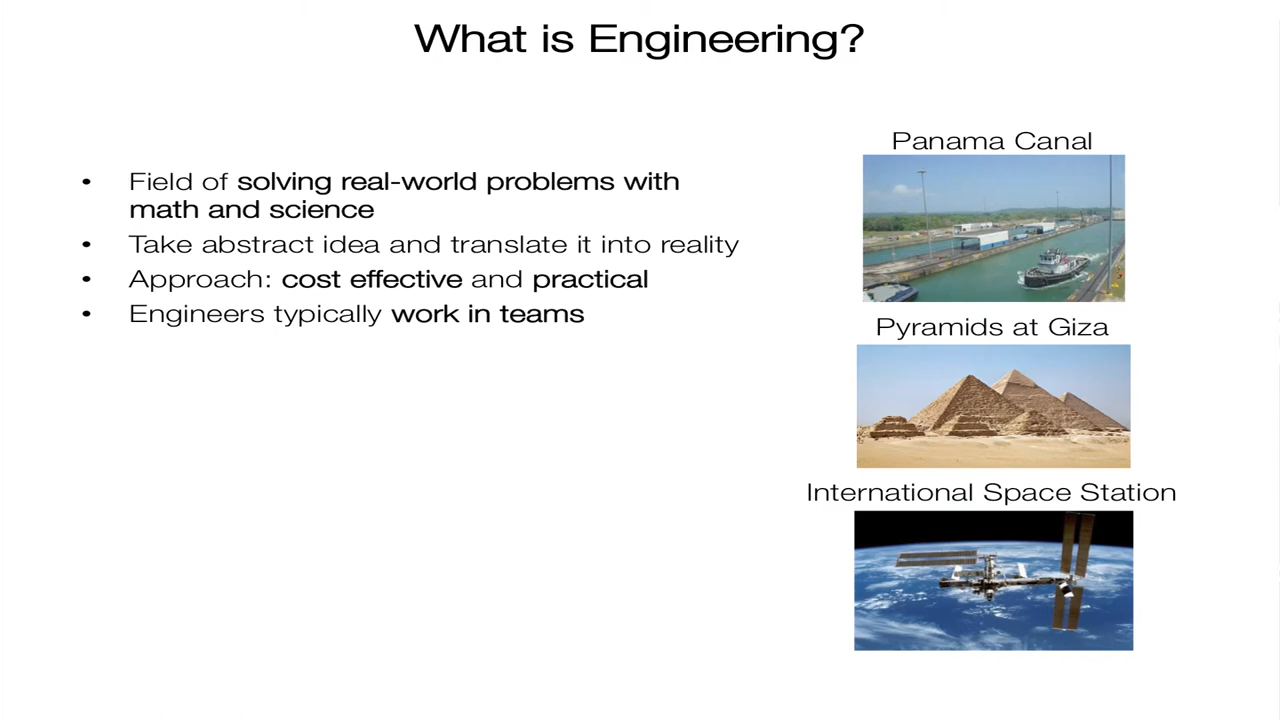 What is Engineering?
• Field of solving real-world problems with
math and science
• Take abstract idea and translate it into reality
• Approach: cost effective and practical
• Engineers typically work in teams
Panama Canal
Pyramids at Giza
International Space Station